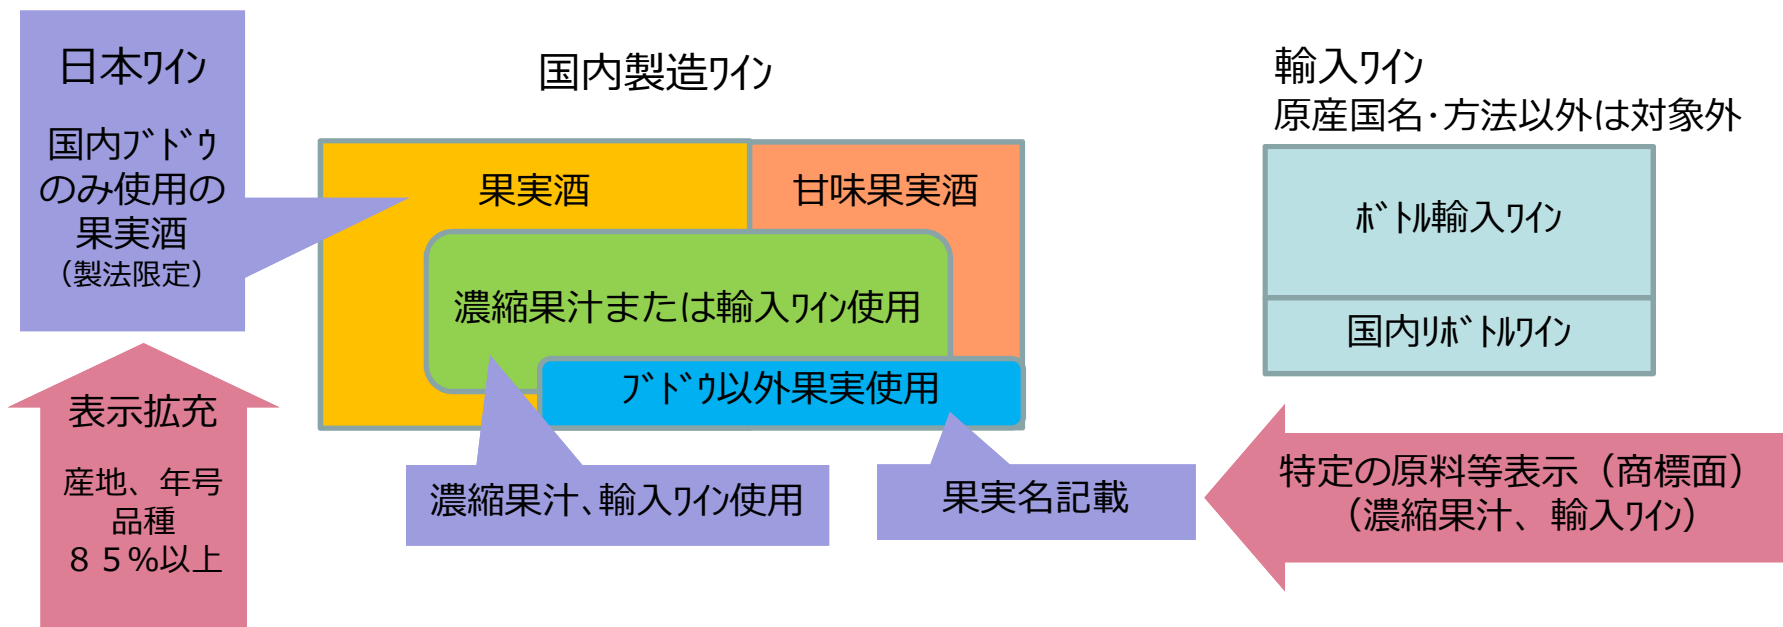 日本ﾜｲﾝ
国内ﾌﾞﾄﾞｳ
のみ使用の
果実酒
（製法限定）
表示拡充
産地、年号
品種
８５%以上
国内製造ﾜｲﾝ
果実酒
甘味果実酒
濃縮果汁または輸入ﾜｲﾝ使用
ﾌﾞﾄﾞｳ以外果実使用
濃縮果汁、輸入ﾜｲﾝ使用
果実名記載
輸入ﾜｲﾝ
原産国名･方法以外は対象外
ﾎﾞﾄﾙ輸入ﾜｲﾝ
国内ﾘﾎﾞﾄﾙﾜｲﾝ
特定の原料等表示（商標面）
（濃縮果汁、輸入ﾜｲﾝ）